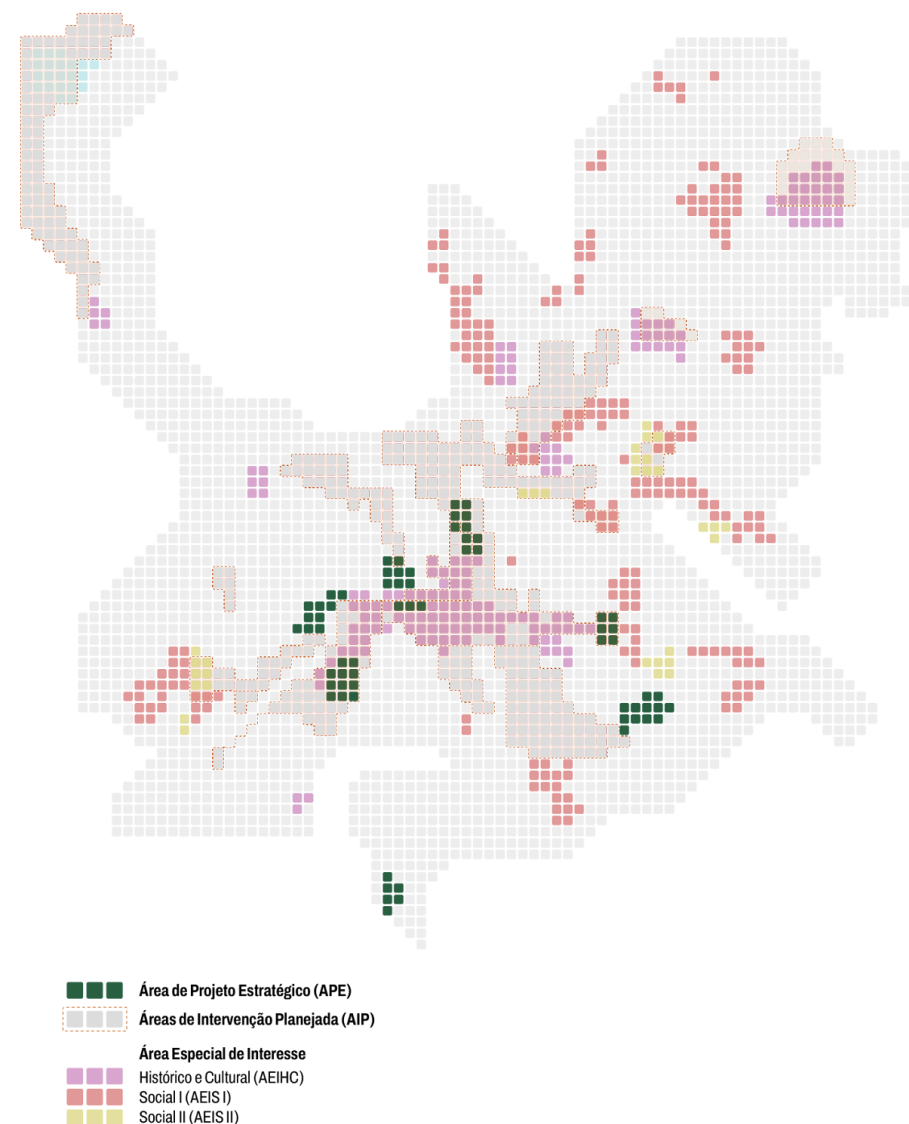 Área de Projeto Estratégico (APE)
Áreas de Intervenção Planejada (AIP)
Área Especial de Interesse
Histórico e Cultural (AEIHC)
Social I (AEIS I)
Social II (AEIS II)